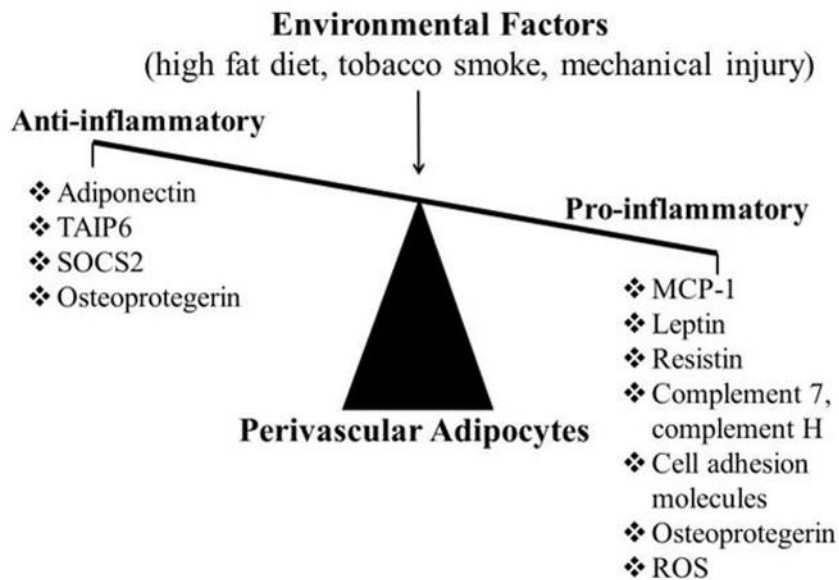 Environmental Factors
(high fat diet, tobacco smoke, mechanical injury)
Anti-inflammatory
❖ Adiponectin
❖ TAIP6
❖ SOCS2
❖ Osteoprotegerin
Pro-inflammatory
❖ MCP-1
❖ Leptin
❖ Resistin
❖ Complement 7,
complement H
❖ Cell adhesion
molecules
❖ Osteoprotegerin
❖ ROS
Perivascular Adipocytes